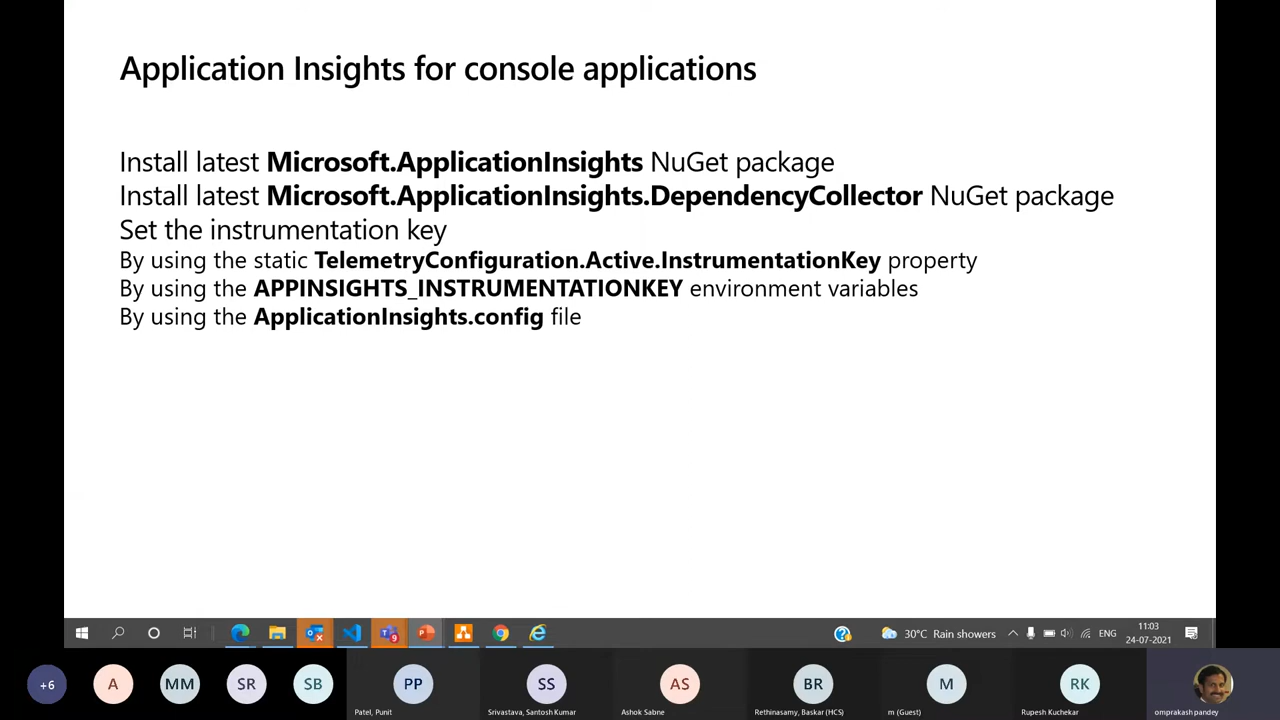 Application Insights for console applications
Install latest Microsoft.ApplicationInsights NuGet package
Install latest Microsoft.ApplicationInsights.DependencyCollector NuGet package
Set the instrumentation key
By using the static TelemetryConfiguration.Active.InstrumentationKey property
By using the APPINSIGHTS_INSTRUMENTATIONKEY environment variables
By using the ApplicationInsights.config file
9
30°C Rain showers
ENG
11:03
24-07-2021
+6
A
MM
SR
SB
PP
SS
AS
BR
M
RK
Patel, Punit
Srivastava, Santosh Kumar
Ashok Sabne
Rethinasamy, Baskar (HCS)
m (Guest)
Rupesh Kuchekar
omprakash pandey